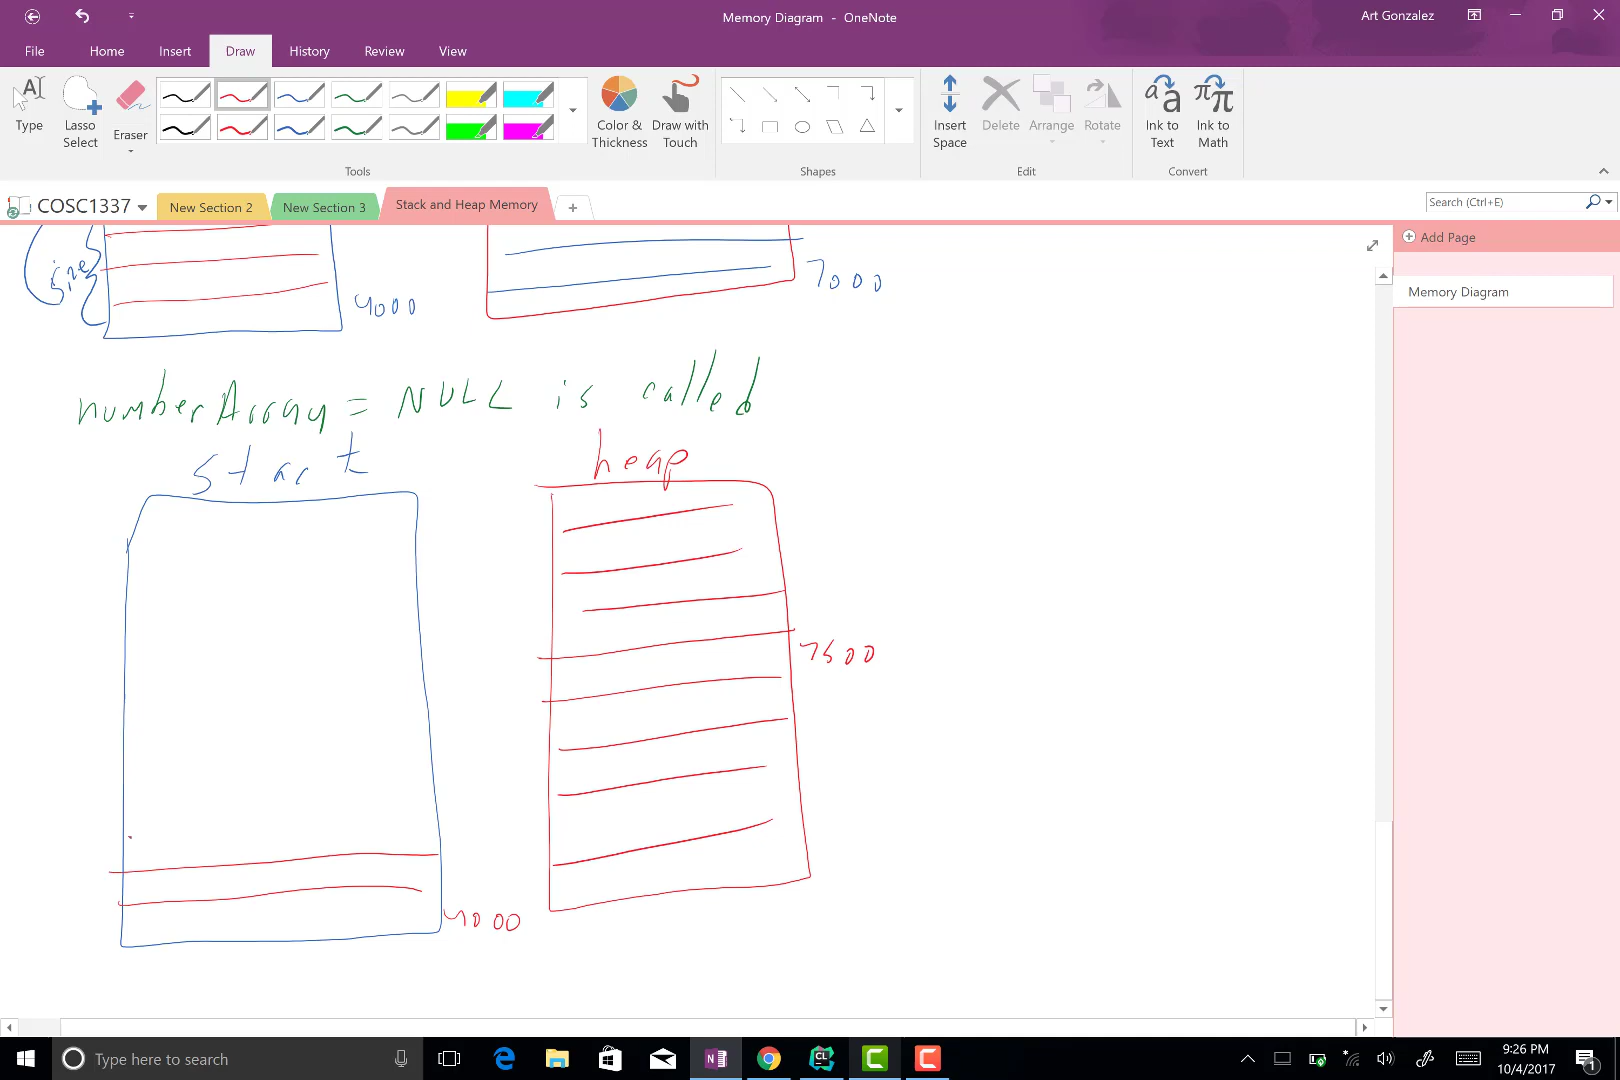 Memory Diagram - OneNote
Art Gonzalez
File Home Insert Draw History Review View
Type
Lasso Select
Eraser
Color & Thickness
Draw with Touch
Insert Space
Delete
Arrange
Rotate
Ink to Text
Ink to Math
Tools
Shapes
Edit
Convert
COSC1337
New Section 2
New Section 3
Stack and Heap Memory
Search (Ctrl+E)
Add Page
Memory Diagram
size
4000
7000
numberArray = NULL is called
heap
7500
4000
Type here to search
9:26 PM
10/4/2017